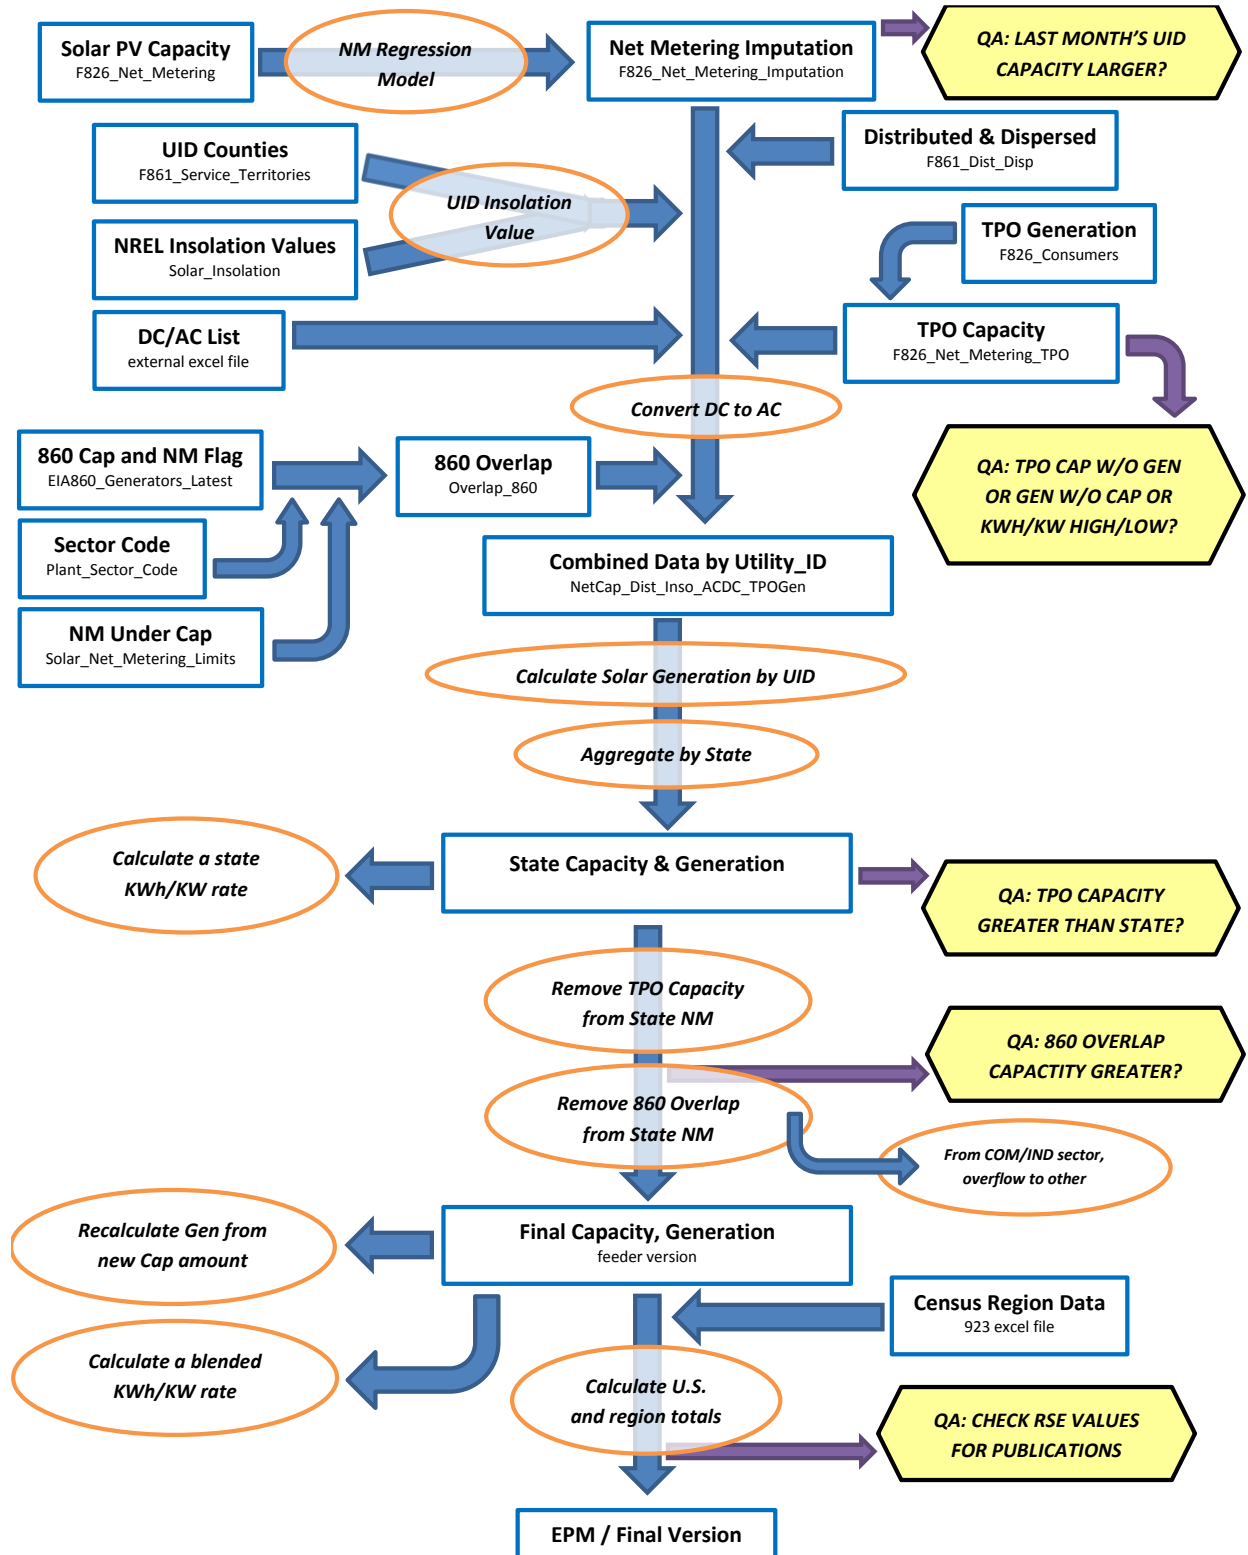 Solar PV Capacity
F826_Net_Metering
NM Regression
Model
Net Metering Imputation
F826_Net_Metering_Imputation
QA: LAST MONTH'S UID
CAPACITY LARGER?
UID Counties
F861_Service_Territories
Distributed & Dispersed
F861_Dist_Disp
UID Insolation
Value
NREL Insolation Values
Solar_Insolation
TPO Generation
F826_Consumers
DC/AC List
external excel file
TPO Capacity
F826_Net_Metering_TPO
Convert DC to AC
860 Cap and NM Flag
EIA860_Generators_Latest
860 Overlap
Overlap_860
QA: TPO CAP W/O GEN
OR GEN W/O CAP OR
KWH/KW HIGH/LOW?
Sector Code
Plant_Sector_Code
Combined Data by Utility_ID
NetCap_Dist_Inso_ACDC_TPOGen
NM Under Cap
Solar_Net_Metering_Limits
Calculate Solar Generation by UID
Aggregate by State
Calculate a state
KWh/KW rate
State Capacity & Generation
QA: TPO CAPACITY
GREATER THAN STATE?
Remove TPO Capacity
from State NM
QA: 860 OVERLAP
CAPACTITY GREATER?
Remove 860 Overlap
from State NM
From COM/IND sector,
overflow to other
Recalculate Gen from
new Cap amount
Final Capacity, Generation
feeder version
Census Region Data
923 excel file
Calculate a blended
KWh/KW rate
Calculate U.S.
and region totals
QA: CHECK RSE VALUES
FOR PUBLICATIONS
EPM / Final Version